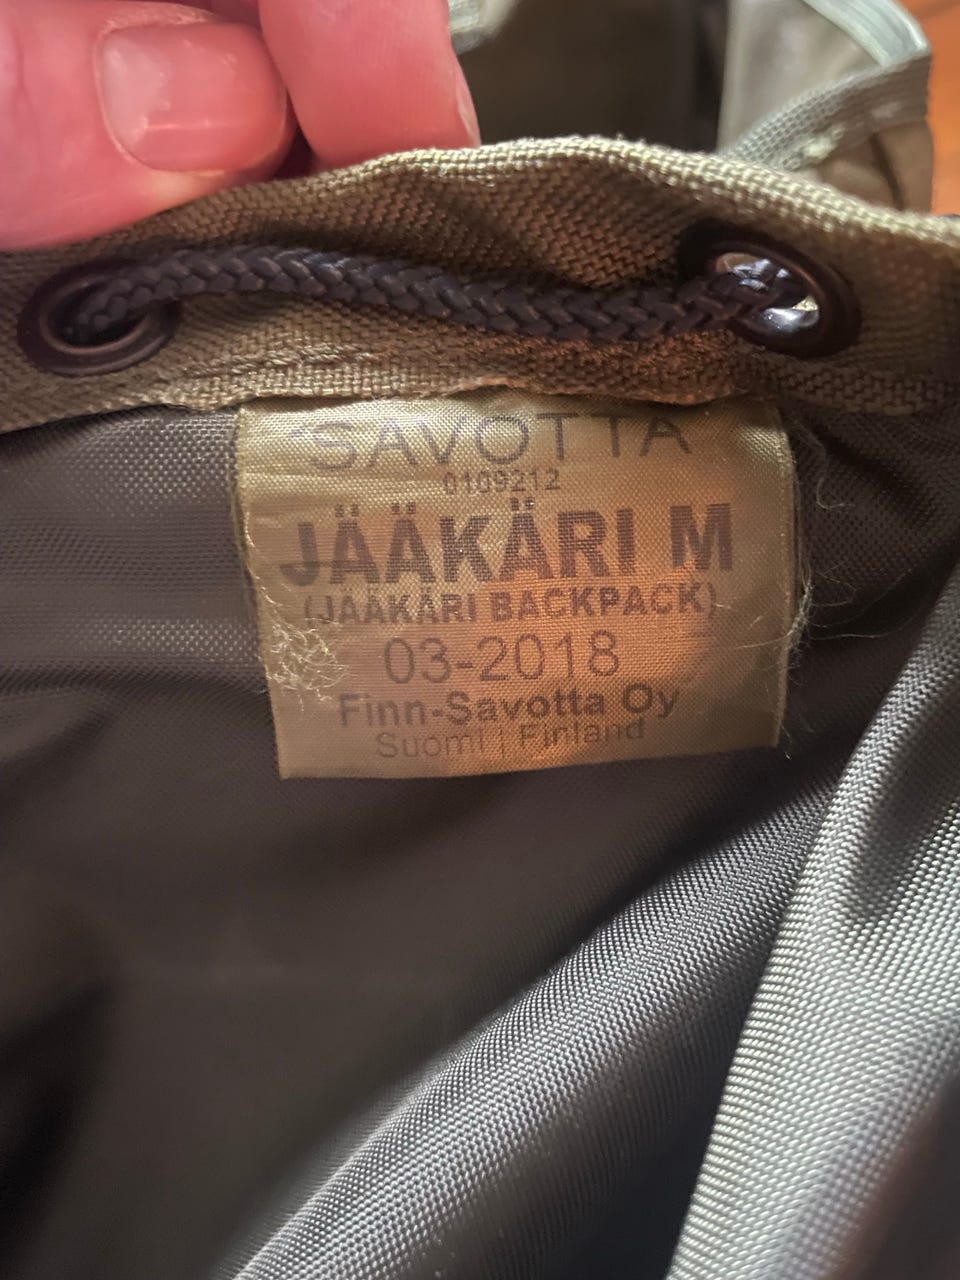 SAVOTTA
0109212
JÄÄKÄRI M
(JÄÄKÄRI BACKPACK)
03-2018
Finn-Savotta Oy
Suomi | Finland